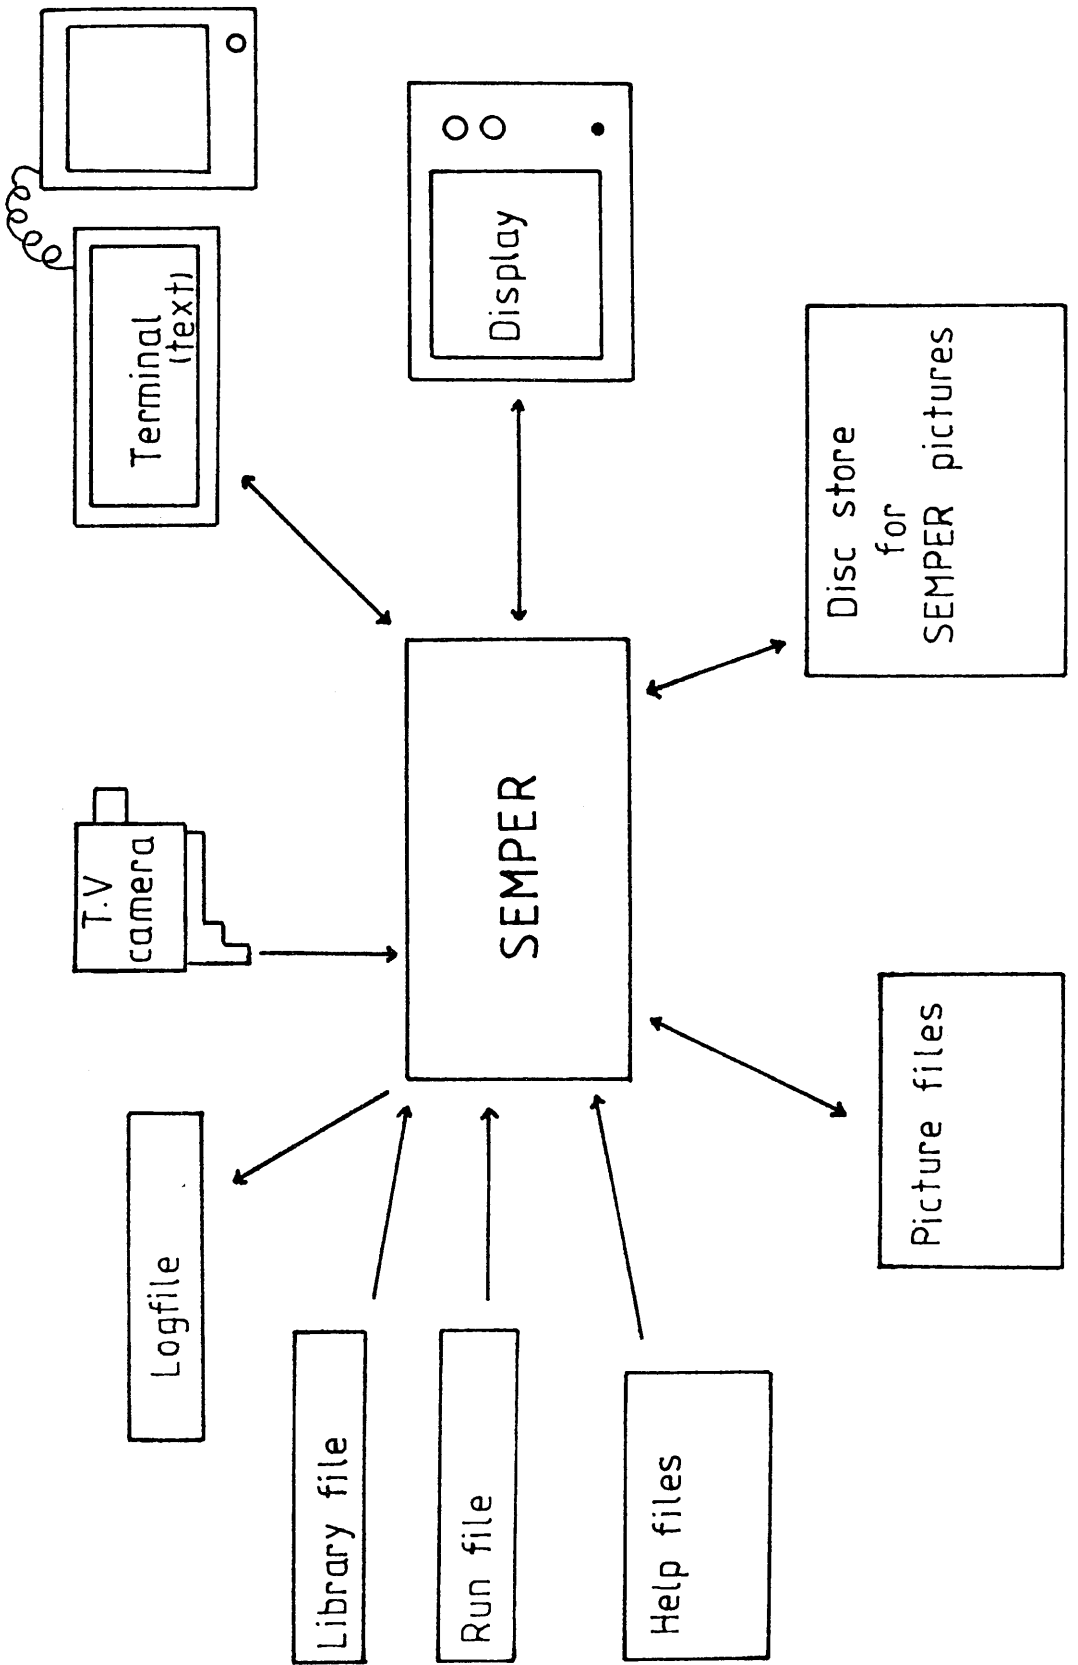 Logfile
T.V
camera
Terminal
(text)
Library file
Run file
SEMPER
Display
Help files
Picture files
Disc store
for
SEMPER pictures